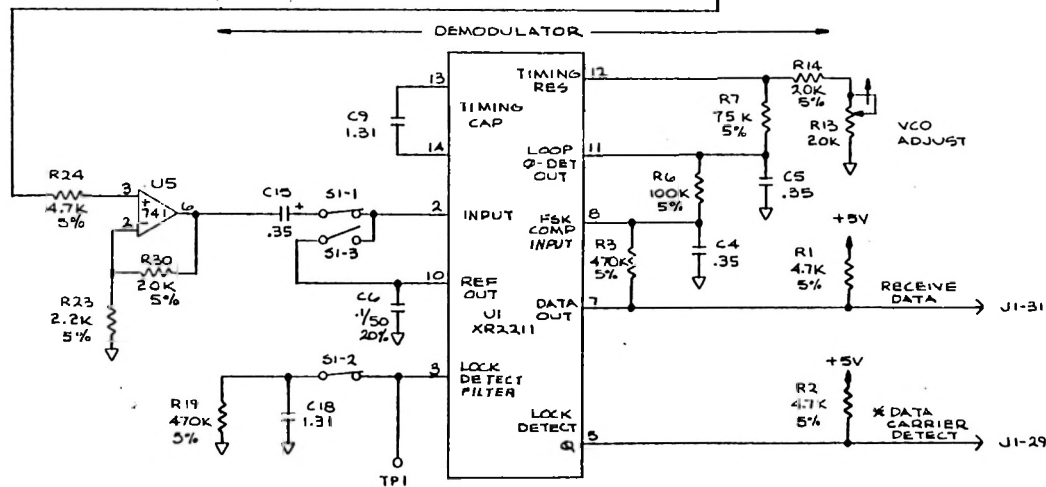 DEMODULATOR
13
TIMING
CAP
14
C9
1.31
TIMING
RES
12
R14
20K
5%
R7
75K
5%
R13
20K
VCO
ADJUST
LOOP
Φ-DET
OUT
11
R6
100K
5%
C5
.35
R24
4.7K
5%
3
U5
+
741
-
2
6
R30
20K
5%
R23
2.2K
5%
C15
.35
+
S1-1
S1-3
2
INPUT
FSK
COMP
INPUT
8
R3
470K
5%
C4
.35
+5V
R1
4.7K
5%
10
REF
OUT
C6
.1/50
20%
U1
XR2211
DATA
OUT
7
RECEIVE
DATA
J1-31
R19
470K
5%
C18
1.31
S1-2
3
LOCK
DETECT
FILTER
TP1
+5V
R2
4.7K
5%
LOCK
DETECT
Q
5
*DATA
CARRIER
DETECT
J1-29